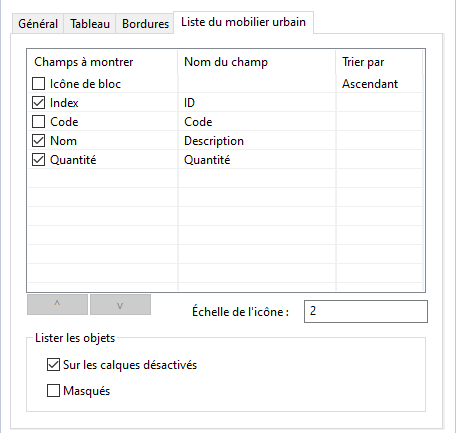 Général Tableau Bordures Liste du mobilier urbain
Champs à montrer Nom du champ Trier par
Icône de bloc Ascendant
Index ID
Code Code
Nom Description
Quantité Quantité
^ v
Échelle de l'icône : 2
Lister les objets
Sur les calques désactivés
Masqués